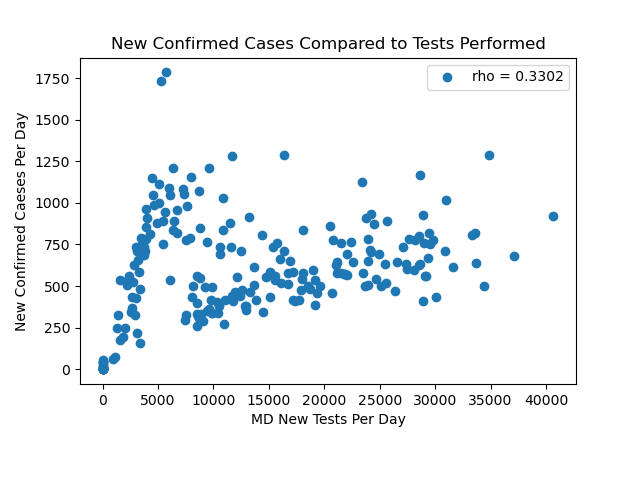 New Confirmed Cases Compared to Tests Performed
rho = 0.3302
New Confirmed Caeses Per Day
1750
1500
1250
1000
750
500
250
0
0 5000 10000 15000 20000 25000 30000 35000 40000
MD New Tests Per Day